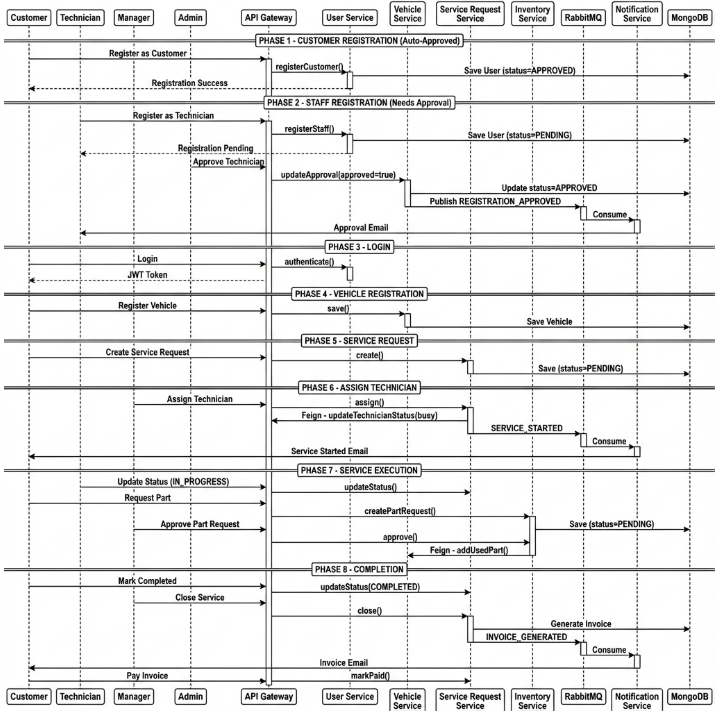 Customer
Technician
Manager
Admin
API Gateway
User Service
Vehicle
Service
Service Request
Service
Inventory
Service
RabbitMQ
Notification
Service
MongoDB
PHASE 1 - CUSTOMER REGISTRATION (Auto-Approved)
Register as Customer
registerCustomer()
Save User (status=APPROVED)
Registration Success
PHASE 2 - STAFF REGISTRATION (Needs Approval)
Register as Technician
registerStaff()
Save User (status=PENDING)
Registration Pending
Approve Technician
updateApproval(approved=true)
Update status=APPROVED
Publish REGISTRATION_APPROVED
Consume
Approval Email
PHASE 3 - LOGIN
Login
authenticate()
JWT Token
PHASE 4 - VEHICLE REGISTRATION
Register Vehicle
save()
Save Vehicle
PHASE 5 - SERVICE REQUEST
Create Service Request
create()
Save (status=PENDING)
PHASE 6 - ASSIGN TECHNICIAN
Assign Technician
assign()
Feign - updateTechnicianStatus(busy)
SERVICE_STARTED
Consume
Service Started Email
PHASE 7 - SERVICE EXECUTION
Update Status (IN_PROGRESS)
updateStatus()
Request Part
createPartRequest()
Approve Part Request
Save (status=PENDING)
approve()
Feign - addUsedPart()
PHASE 8 - COMPLETION
Mark Completed
updateStatus(COMPLETED)
Close Service
close()
Generate Invoice
INVOICE_GENERATED
Consume
Invoice Email
Pay Invoice
markPaid()
Customer
Technician
Manager
Admin
API Gateway
User Service
Vehicle
Service
Service Request
Service
Inventory
Service
RabbitMQ
Notification
Service
MongoDB